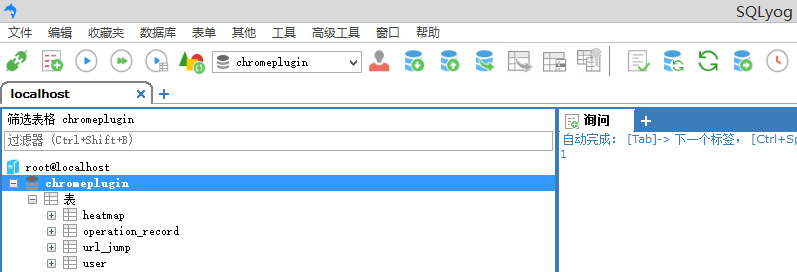 SQLyog
文件 编辑 收藏夹 数据库 表单 其他 工具 高级工具 窗口 帮助
chromeplugin
localhost
筛选表格 chromeplugin
过滤器 (Ctrl+Shift+B)
root@localhost
chromeplugin
表
heatmap
operation_record
url_jump
user
询问
自动完成: [Tab]-> 下一个标签, [Ctrl+Sp
1